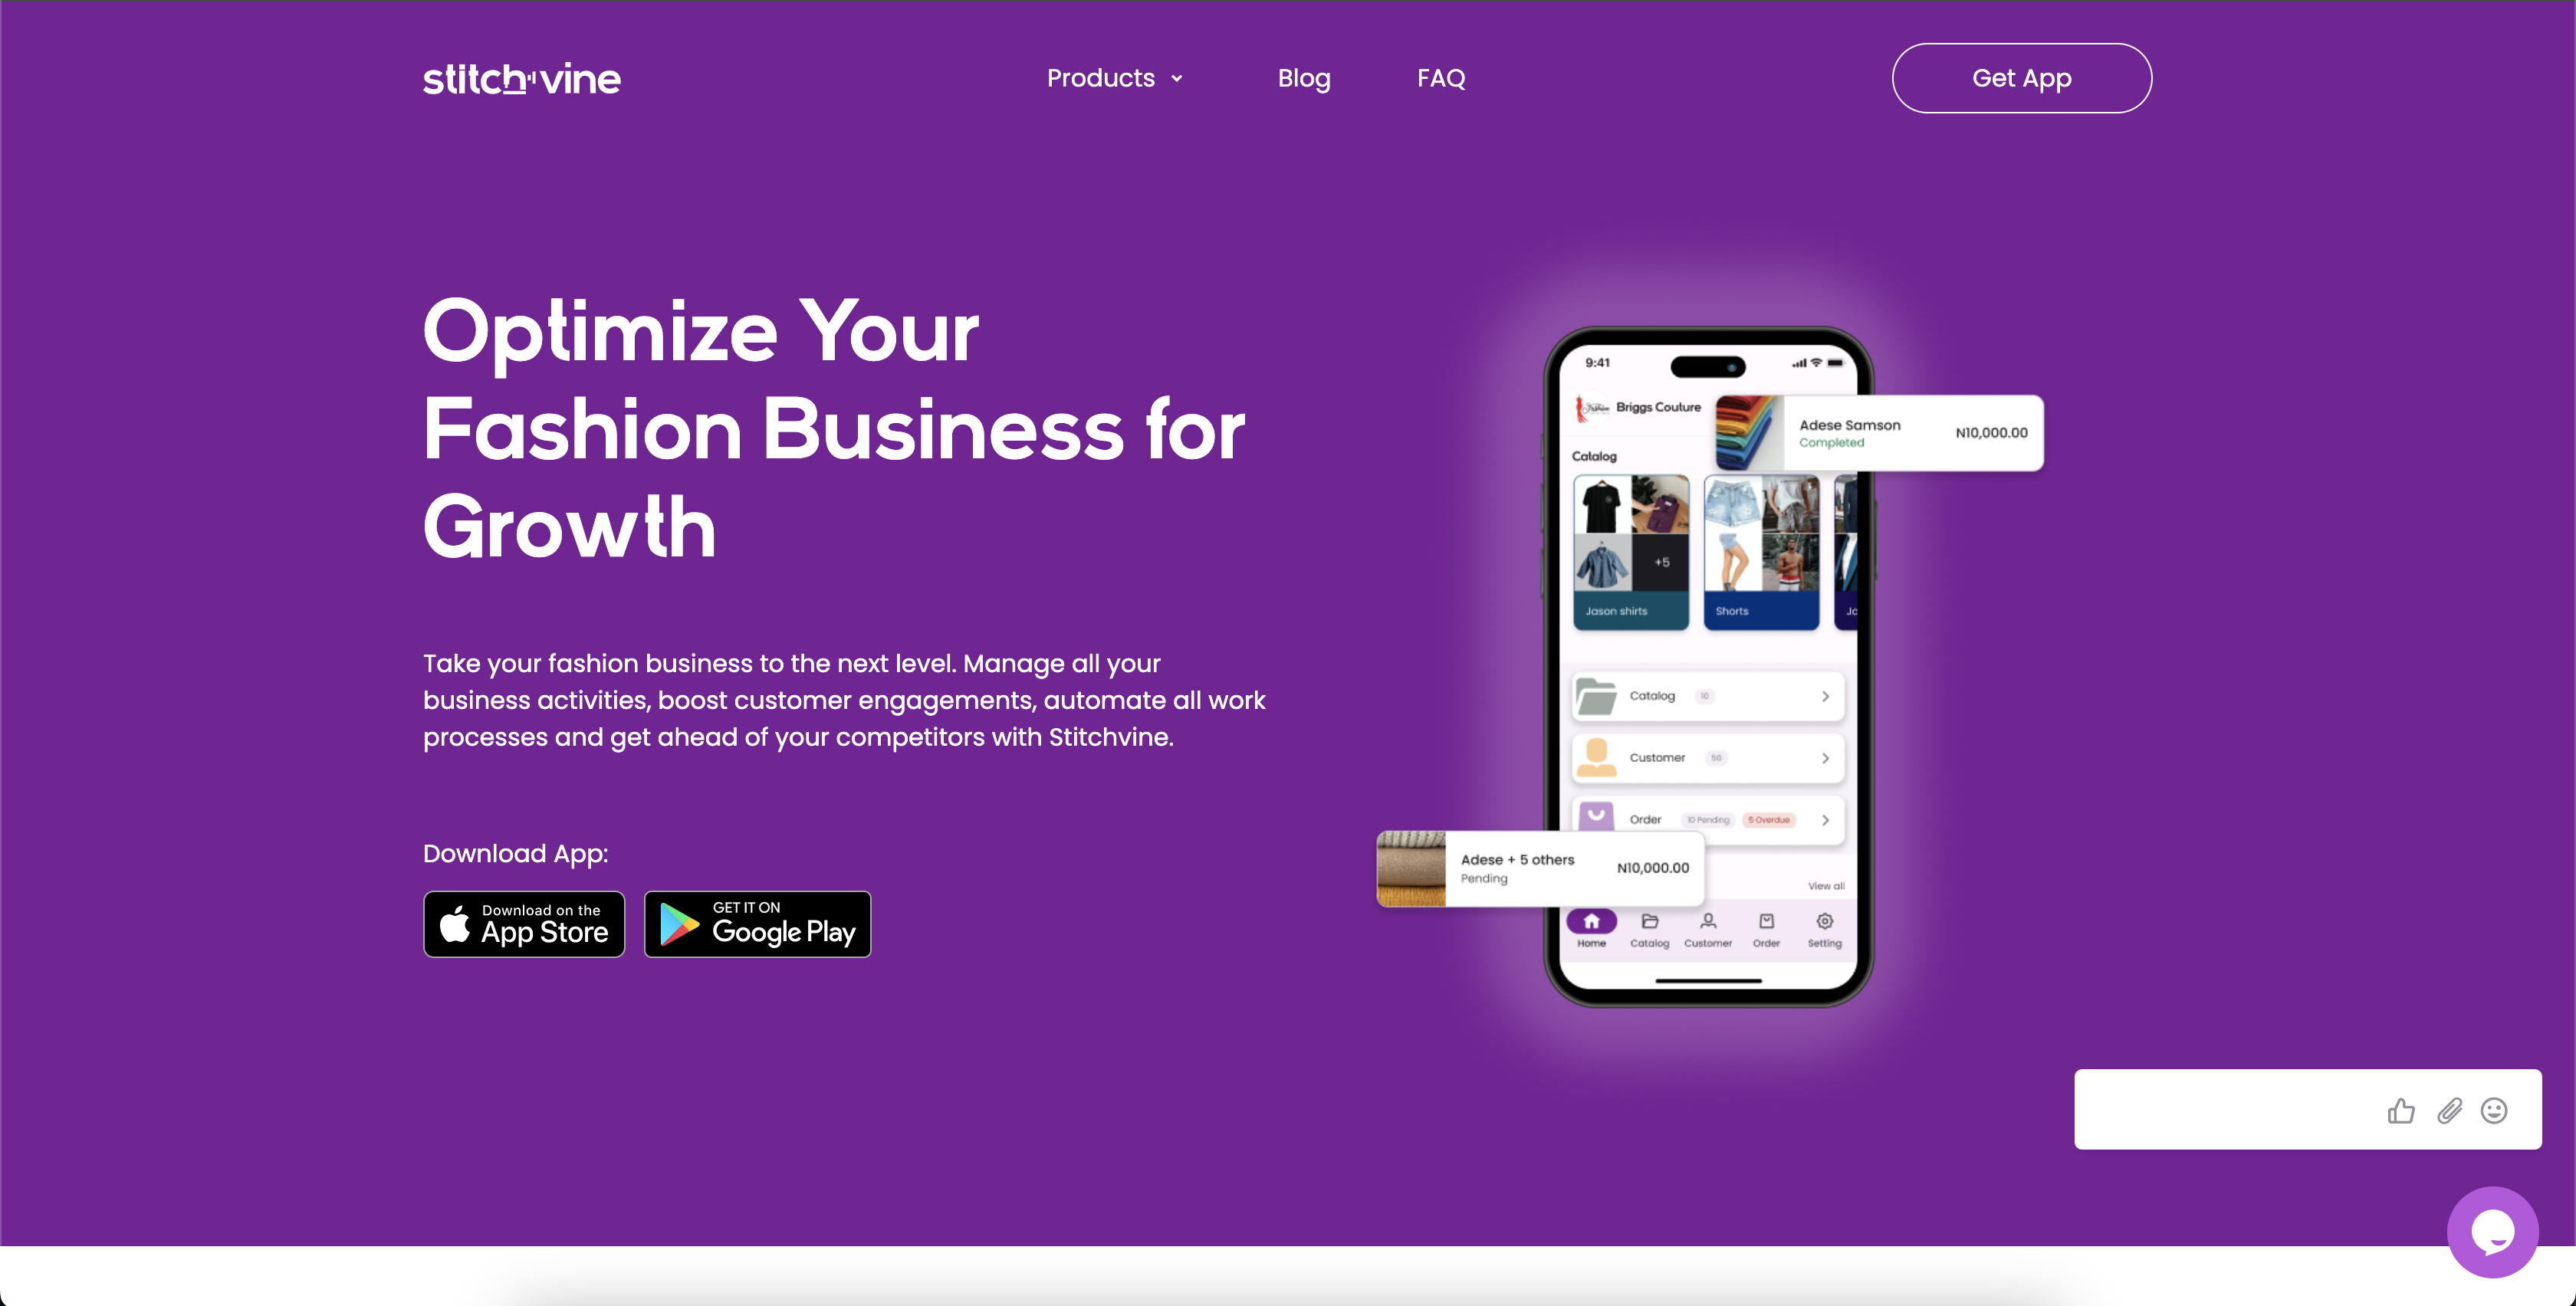 stitch-vine
Products
Blog
FAQ
Get App
Optimize Your
Fashion Business for
Growth
Take your fashion business to the next level. Manage all your
business activities, boost customer engagements, automate all work
processes and get ahead of your competitors with Stitchvine.
Download App:
Download on the
App Store
GET IT ON
Google Play
9:41
Fashion
Briggs Couture
Adese Samson
Completed
N10,000.00
Catalog
+5
Jason shirts
Shorts
Jc
Catalog 10
Customer 50
Order 10 Pending 5 Overdue
Adese + 5 others
Pending
N10,000.00
View all
Home Catalog Customer Order Setting